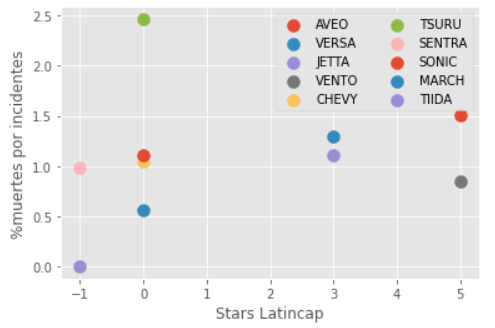 2.5
2.0
1.5
1.0
0.5
0.0
%muertes por incidentes
AVEO TSURU
VERSA SENTRA
JETTA SONIC
VENTO MARCH
CHEVY TIIDA
−1 0 1 2 3 4 5
Stars Latincap